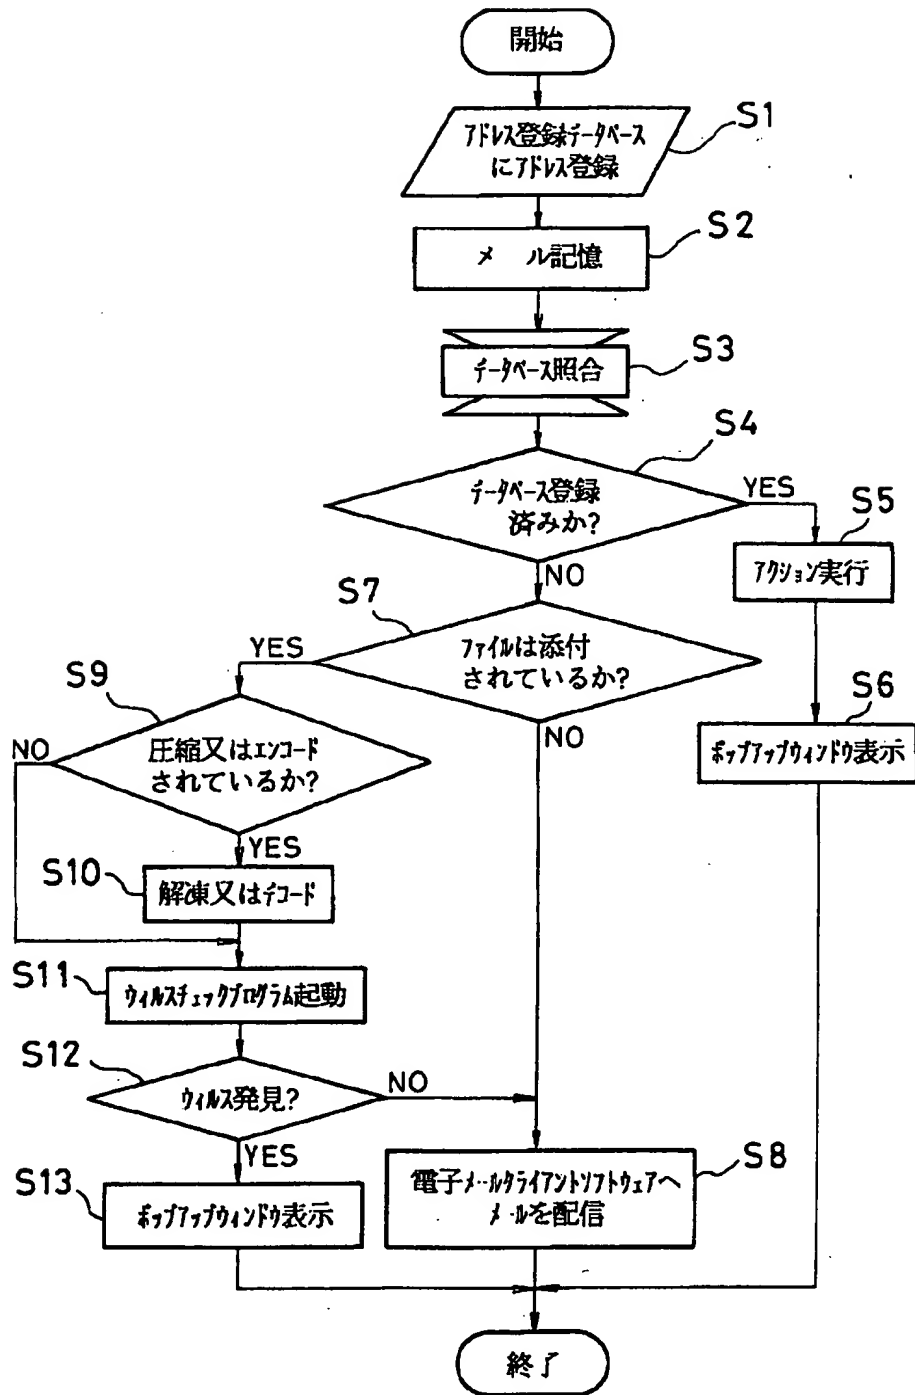 開始
S1
アドレス登録データベース
にアドレス登録
S2
メール記憶
S3
データベース照合
S4
データベース登録
済みか?
YES
S5
アクション実行
NO
S7
ファイルは添付
されているか?
YES
S6
ポップアップウィンドウ表示
NO
S9
圧縮又はエンコード
されているか?
NO
YES
S10
解凍又はデコード
S11
ウィルスチェックプログラム起動
S12
ウィルス発見?
NO
YES
S13
ポップアップウィンドウ表示
S8
電子メールクライアントソフトウェアへ
メールを配信
終了